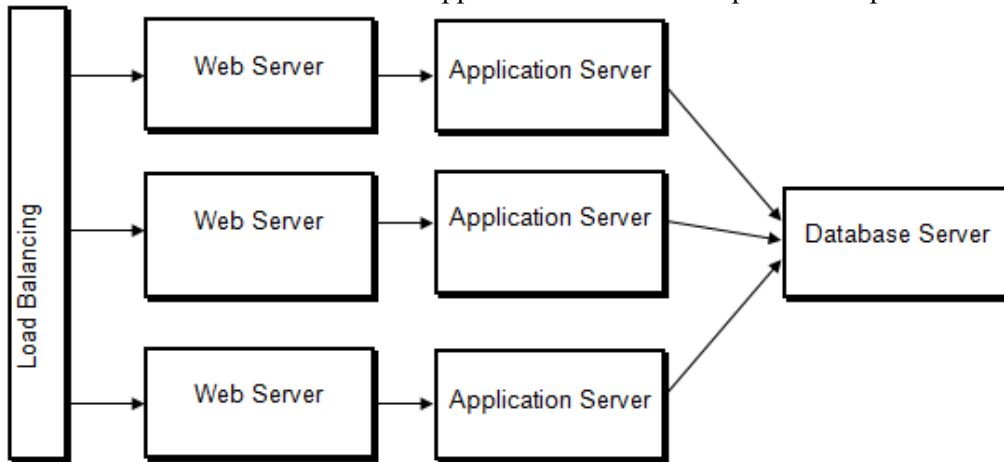 Load Balancing
Web Server
Application Server
Web Server
Application Server
Database Server
Web Server
Application Server